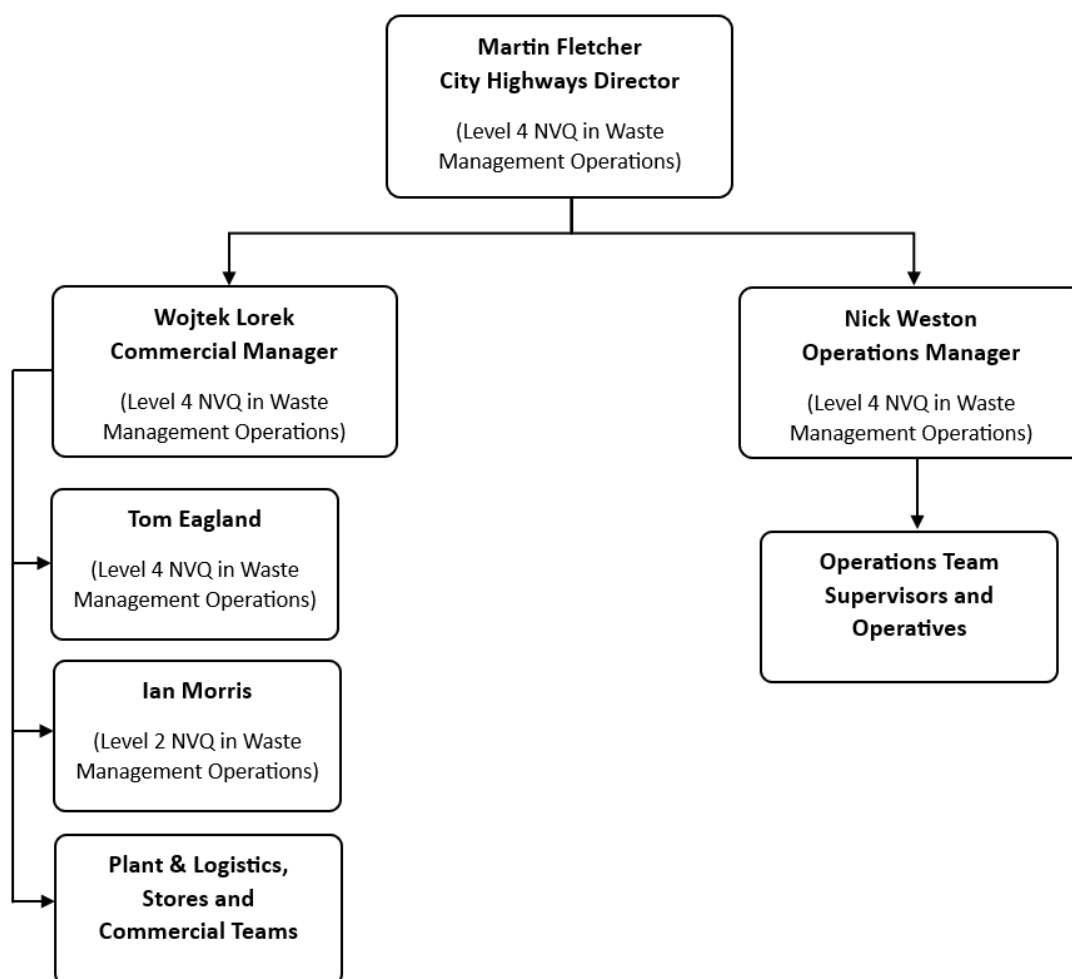 Martin Fletcher
City Highways Director
(Level 4 NVQ in Waste
Management Operations)
Wojtek Lorek
Commercial Manager
(Level 4 NVQ in Waste
Management Operations)
Nick Weston
Operations Manager
(Level 4 NVQ in Waste
Management Operations)
Tom Eagland
(Level 4 NVQ in Waste
Management Operations)
Operations Team
Supervisors and
Operatives
Ian Morris
(Level 2 NVQ in Waste
Management Operations)
Plant & Logistics,
Stores and
Commercial Teams